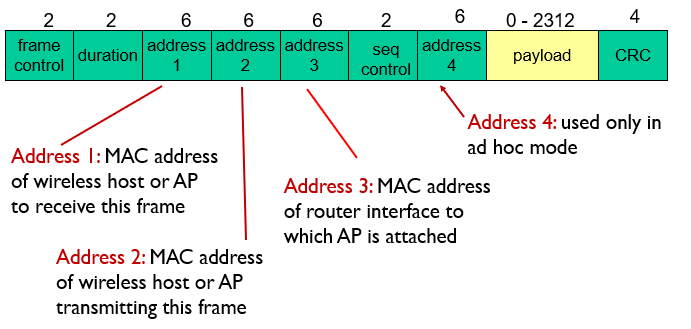 2 2 6 6 6 2 6 0 - 2312 4
frame control duration address 1 address 2 address 3 seq control address 4 payload CRC
Address 4: used only in
ad hoc mode
Address 1: MAC address
of wireless host or AP
to receive this frame
Address 3: MAC address
of router interface to
which AP is attached
Address 2: MAC address
of wireless host or AP
transmitting this frame